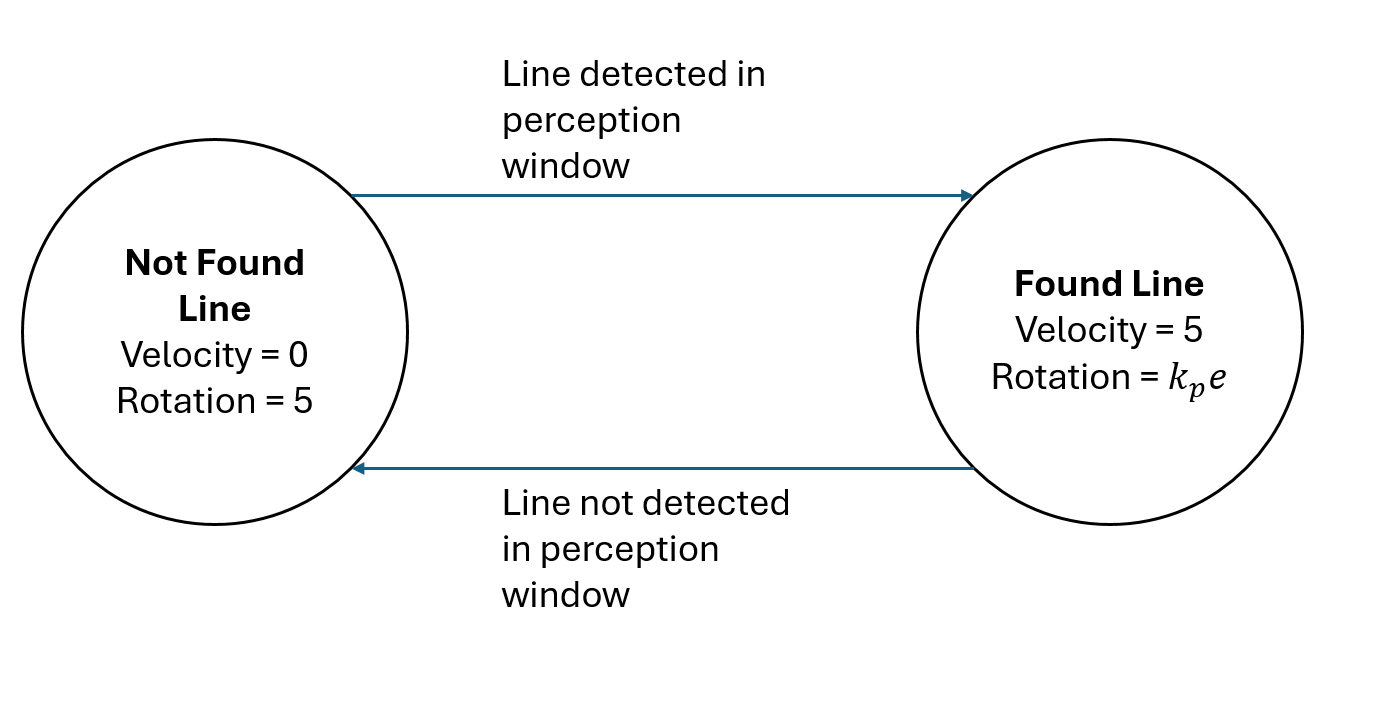 Line detected in
perception
window
Not Found
Line
Velocity = 0
Rotation = 5
Found Line
Velocity = 5
Rotation = kₚe
Line not detected
in perception
window